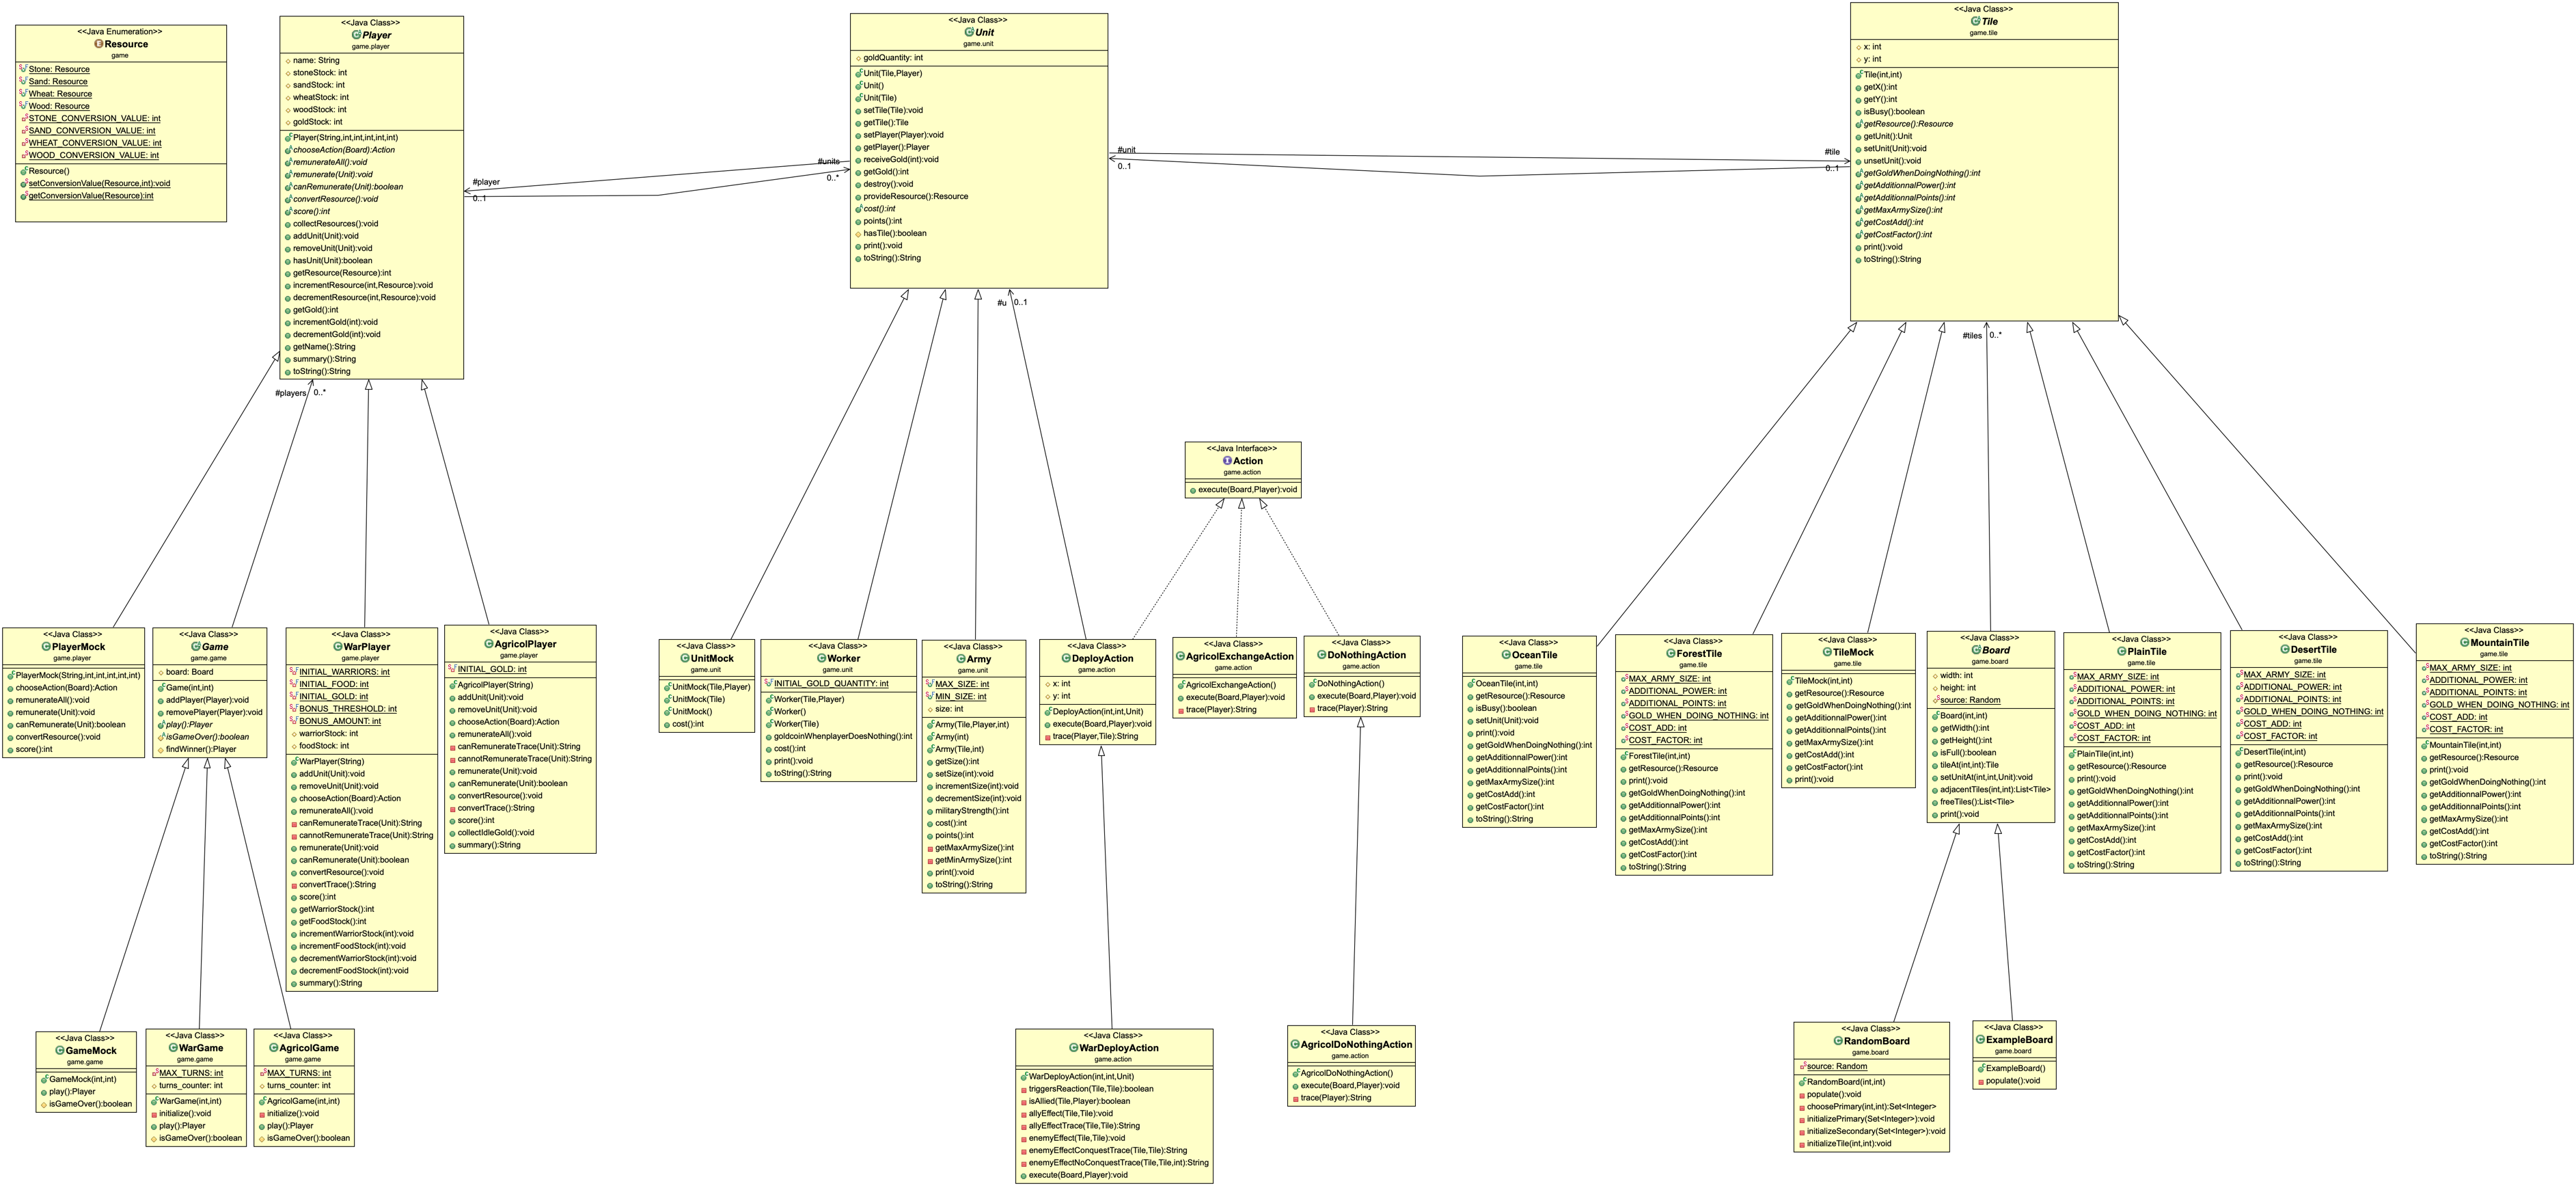 <<Java Enumeration>>
Resource
game
Stone: Resource
Sand: Resource
Wheat: Resource
Wood: Resource
STONE_CONVERSION_VALUE: int
SAND_CONVERSION_VALUE: int
WHEAT_CONVERSION_VALUE: int
WOOD_CONVERSION_VALUE: int
Resource()
setConversionValue(Resource,int):void
getConversionValue(Resource):int
<<Java Class>>
Player
game.player
name: String
stoneStock: int
sandStock: int
wheatStock: int
woodStock: int
goldStock: int
Player(String,int,int,int,int,int)
chooseAction(Board):Action
remunerateAll():void
remunerate(Unit):void
canRemunerate(Unit):boolean
convertResource():void
score():int
collectResources():void
addUnit(Unit):void
removeUnit(Unit):void
hasUnit(Unit):boolean
getResource(Resource):int
incrementResource(int,Resource):void
decrementResource(int,Resource):void
getGold():int
incrementGold(int):void
decrementGold(int):void
getName():String
summary():String
toString():String
#player
0..1
#units
0..*
<<Java Class>>
Unit
game.unit
goldQuantity: int
Unit(Tile,Player)
Unit()
Unit(Tile)
setTile(Tile):void
getTile():Tile
setPlayer(Player):void
getPlayer():Player
receiveGold(int):void
getGold():int
destroy():void
provideResource():Resource
cost():int
points():int
hasTile():boolean
print():void
toString():String
#unit
0..1
#tile
0..1
<<Java Class>>
Tile
game.tile
x: int
y: int
Tile(int,int)
getX():int
getY():int
isBusy():boolean
getResource():Resource
getUnit():Unit
setUnit(Unit):void
unsetUnit():void
getGoldWhenDoingNothing():int
getAdditionnalPower():int
getAdditionnalPoints():int
getMaxArmySize():int
getCostAdd():int
getCostFactor():int
print():void
toString():String
#players
0..*
#u
0..1
#tiles
0..*
<<Java Interface>>
Action
game.action
execute(Board,Player):void
<<Java Class>>
PlayerMock
game.player
PlayerMock(String,int,int,int,int,int)
chooseAction(Board):Action
remunerateAll():void
remunerate(Unit):void
canRemunerate(Unit):boolean
convertResource():void
score():int
<<Java Class>>
Game
game.game
board: Board
Game(int,int)
addPlayer(Player):void
removePlayer(Player):void
play():Player
isGameOver():boolean
findWinner():Player
<<Java Class>>
WarPlayer
game.player
INITIAL_WARRIORS: int
INITIAL_FOOD: int
INITIAL_GOLD: int
BONUS_THRESHOLD: int
BONUS_AMOUNT: int
warriorStock: int
foodStock: int
WarPlayer(String)
addUnit(Unit):void
removeUnit(Unit):void
chooseAction(Board):Action
remunerateAll():void
canRemunerateTrace(Unit):String
cannotRemunerateTrace(Unit):String
remunerate(Unit):void
canRemunerate(Unit):boolean
convertResource():void
convertTrace():String
score():int
getWarriorStock():int
getFoodStock():int
incrementWarriorStock(int):void
incrementFoodStock(int):void
decrementWarriorStock(int):void
decrementFoodStock(int):void
summary():String
<<Java Class>>
AgricolPlayer
game.player
INITIAL_GOLD: int
AgricolPlayer(String)
addUnit(Unit):void
removeUnit(Unit):void
chooseAction(Board):Action
remunerateAll():void
canRemunerateTrace(Unit):String
cannotRemunerateTrace(Unit):String
remunerate(Unit):void
canRemunerate(Unit):boolean
convertResource():void
convertTrace():String
score():int
collectIdleGold():void
summary():String
<<Java Class>>
UnitMock
game.unit
UnitMock(Tile,Player)
UnitMock(Tile)
UnitMock()
cost():int
<<Java Class>>
Worker
game.unit
INITIAL_GOLD_QUANTITY: int
Worker(Tile,Player)
Worker()
Worker(Tile)
goldcoinWhenplayerDoesNothing():int
cost():int
print():void
toString():String
<<Java Class>>
Army
game.unit
MAX_SIZE: int
MIN_SIZE: int
size: int
Army(Tile,Player,int)
Army(int)
Army(Tile,int)
getSize():int
setSize(int):void
incrementSize(int):void
decrementSize(int):void
militaryStrength():int
cost():int
points():int
getMaxArmySize():int
getMinArmySize():int
print():void
toString():String
<<Java Class>>
DeployAction
game.action
x: int
y: int
DeployAction(int,int,Unit)
execute(Board,Player):void
trace(Player,Tile):String
<<Java Class>>
AgricolExchangeAction
game.action
AgricolExchangeAction()
execute(Board,Player):void
trace(Player):String
<<Java Class>>
DoNothingAction
game.action
DoNothingAction()
execute(Board,Player):void
trace(Player):String
<<Java Class>>
OceanTile
game.tile
OceanTile(int,int)
getResource():Resource
isBusy():boolean
setUnit(Unit):void
print():void
getGoldWhenDoingNothing():int
getAdditionnalPower():int
getAdditionnalPoints():int
getMaxArmySize():int
getCostAdd():int
getCostFactor():int
toString():String
<<Java Class>>
ForestTile
game.tile
MAX_ARMY_SIZE: int
ADDITIONAL_POWER: int
ADDITIONAL_POINTS: int
GOLD_WHEN_DOING_NOTHING: int
COST_ADD: int
COST_FACTOR: int
ForestTile(int,int)
getResource():Resource
print():void
getGoldWhenDoingNothing():int
getAdditionnalPower():int
getAdditionnalPoints():int
getMaxArmySize():int
getCostAdd():int
getCostFactor():int
toString():String
<<Java Class>>
TileMock
game.tile
TileMock(int,int)
getResource():Resource
getGoldWhenDoingNothing():int
getAdditionnalPower():int
getAdditionnalPoints():int
getMaxArmySize():int
getCostAdd():int
getCostFactor():int
print():void
<<Java Class>>
Board
game.board
width: int
height: int
source: Random
Board(int,int)
getWidth():int
getHeight():int
isFull():boolean
tileAt(int,int):Tile
setUnitAt(int,int,Unit):void
adjacentTiles(int,int):List<Tile>
freeTiles():List<Tile>
print():void
<<Java Class>>
PlainTile
game.tile
MAX_ARMY_SIZE: int
ADDITIONAL_POWER: int
ADDITIONAL_POINTS: int
GOLD_WHEN_DOING_NOTHING: int
COST_ADD: int
COST_FACTOR: int
PlainTile(int,int)
getResource():Resource
print():void
getGoldWhenDoingNothing():int
getAdditionnalPower():int
getAdditionnalPoints():int
getMaxArmySize():int
getCostAdd():int
getCostFactor():int
toString():String
<<Java Class>>
DesertTile
game.tile
MAX_ARMY_SIZE: int
ADDITIONAL_POWER: int
ADDITIONAL_POINTS: int
GOLD_WHEN_DOING_NOTHING: int
COST_ADD: int
COST_FACTOR: int
DesertTile(int,int)
getResource():Resource
print():void
getGoldWhenDoingNothing():int
getAdditionnalPower():int
getAdditionnalPoints():int
getMaxArmySize():int
getCostAdd():int
getCostFactor():int
toString():String
<<Java Class>>
MountainTile
game.tile
MAX_ARMY_SIZE: int
ADDITIONAL_POWER: int
ADDITIONAL_POINTS: int
GOLD_WHEN_DOING_NOTHING: int
COST_ADD: int
COST_FACTOR: int
MountainTile(int,int)
getResource():Resource
print():void
getGoldWhenDoingNothing():int
getAdditionnalPower():int
getAdditionnalPoints():int
getMaxArmySize():int
getCostAdd():int
getCostFactor():int
toString():String
<<Java Class>>
GameMock
game.game
GameMock(int,int)
play():Player
isGameOver():boolean
<<Java Class>>
WarGame
game.game
MAX_TURNS: int
turns_counter: int
WarGame(int,int)
initialize():void
play():Player
isGameOver():boolean
<<Java Class>>
AgricolGame
game.game
MAX_TURNS: int
turns_counter: int
AgricolGame(int,int)
initialize():void
play():Player
isGameOver():boolean
<<Java Class>>
WarDeployAction
game.action
WarDeployAction(int,int,Unit)
triggersReaction(Tile,Tile):boolean
isAllied(Tile,Player):boolean
allyEffect(Tile,Tile):void
allyEffectTrace(Tile,Tile):String
enemyEffect(Tile,Tile):void
enemyEffectConquestTrace(Tile,Tile):String
enemyEffectNoConquestTrace(Tile,Tile,int):String
execute(Board,Player):void
<<Java Class>>
AgricolDoNothingAction
game.action
AgricolDoNothingAction()
execute(Board,Player):void
trace(Player):String
<<Java Class>>
RandomBoard
game.board
source: Random
RandomBoard(int,int)
populate():void
choosePrimary(int,int):Set<Integer>
initializePrimary(Set<Integer>):void
initializeSecondary(Set<Integer>):void
initializeTile(int,int):void
<<Java Class>>
ExampleBoard
game.board
ExampleBoard()
populate():void